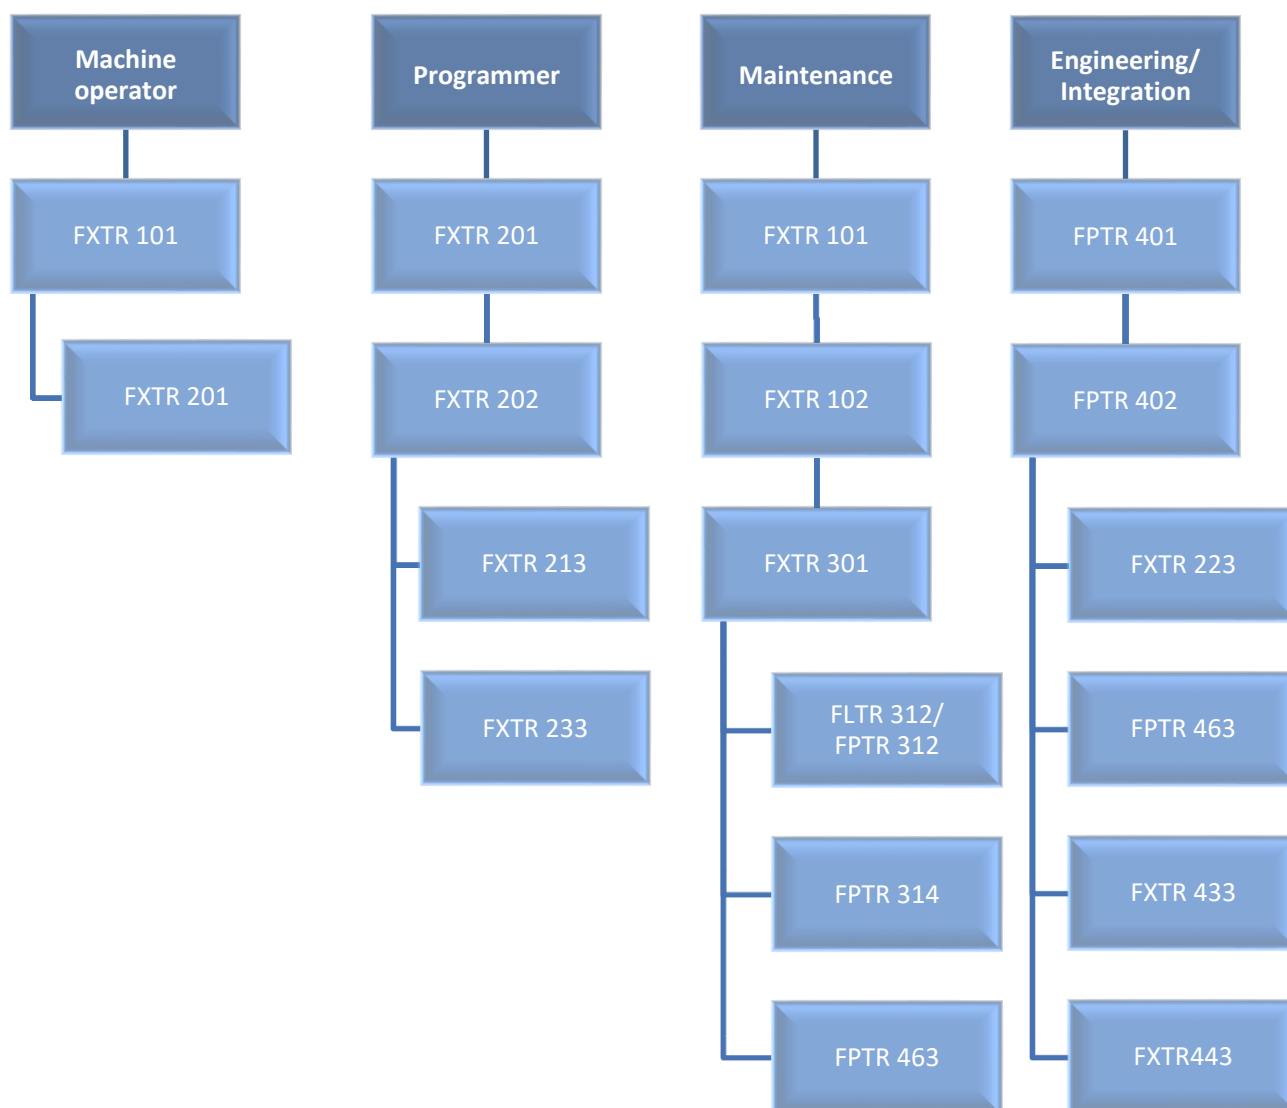 Machine
operator
FXTR 101
FXTR 201
Programmer
FXTR 201
FXTR 202
FXTR 213
FXTR 233
Maintenance
FXTR 101
FXTR 102
FXTR 301
FLTR 312/
FPTR 312
FPTR 314
FPTR 463
Engineering/
Integration
FPTR 401
FPTR 402
FXTR 223
FPTR 463
FXTR 433
FXTR443